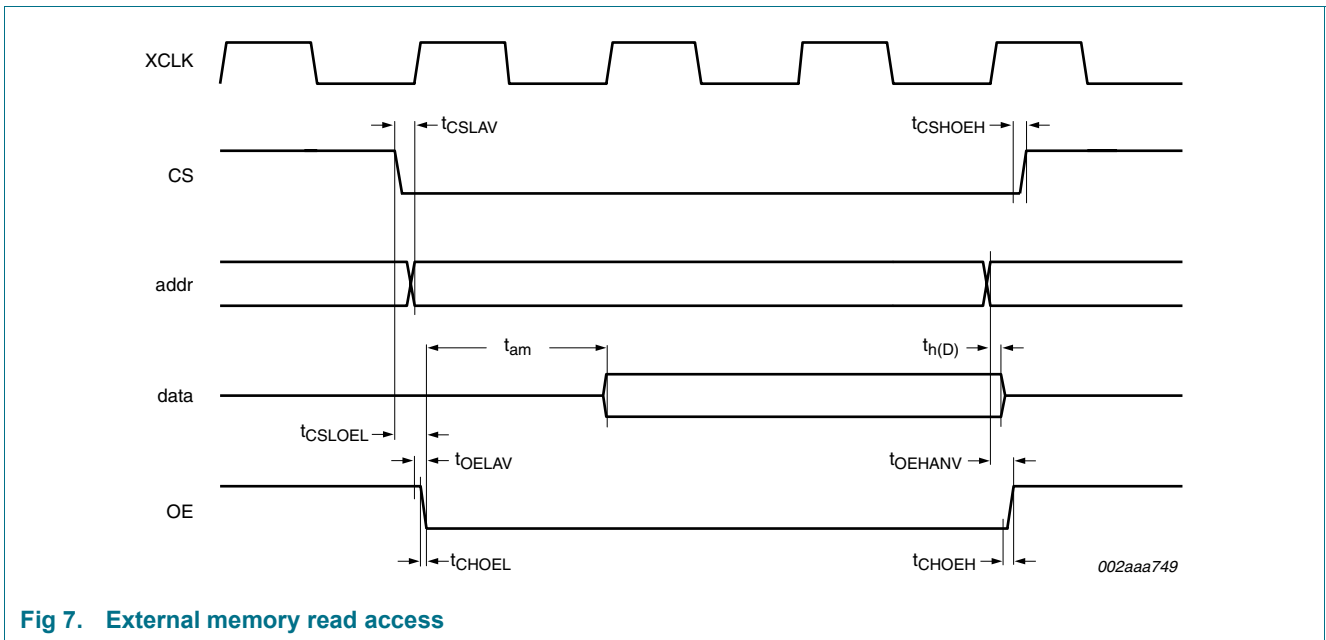 XCLK
tCSLAV
tCSHOEH
CS
addr
tam
th(D)
data
tCSLOEL
tOELAV
tOEHANV
OE
tCHOEL
tCHOEH
002aaa749
Fig 7. External memory read access